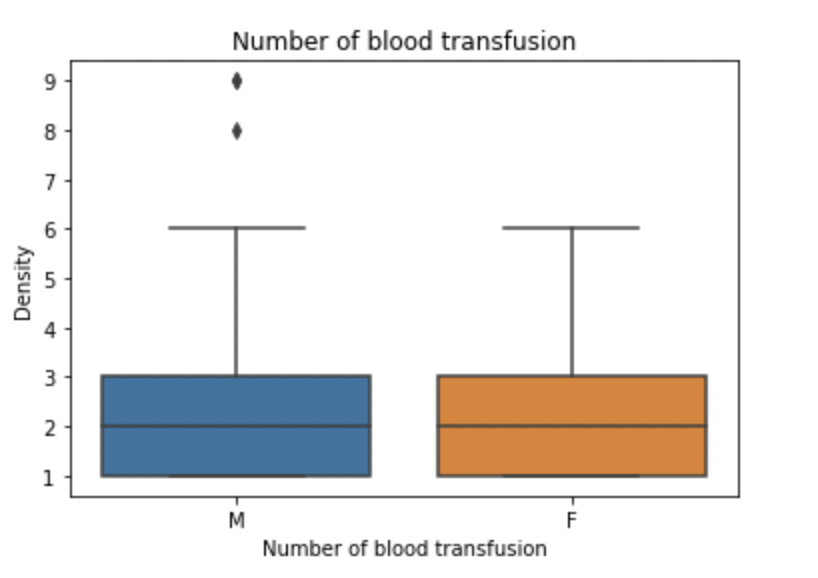 Number of blood transfusion
9
8
7
6
5
4
3
2
1
Density
M F
Number of blood transfusion